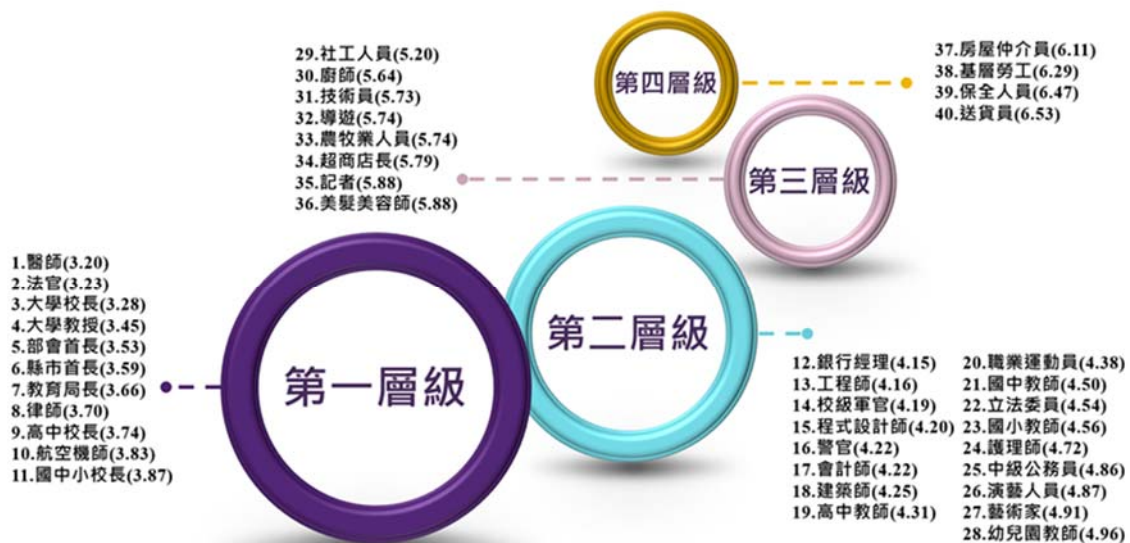 第一層級
1.醫師(3.20)
2.法官(3.23)
3.大學校長(3.28)
4.大學教授(3.45)
5.部會首長(3.53)
6.縣市首長(3.59)
7.教育局長(3.66)
8.律師(3.70)
9.高中校長(3.74)
10.航空機師(3.83)
11.國中小校長(3.87)
第二層級
12.銀行經理(4.15)
13.工程師(4.16)
14.校級軍官(4.19)
15.程式設計師(4.20)
16.警官(4.22)
17.會計師(4.22)
18.建築師(4.25)
19.高中教師(4.31)
20.職業運動員(4.38)
21.國中教師(4.50)
22.立法委員(4.54)
23.國小教師(4.56)
24.護理師(4.72)
25.中級公務員(4.86)
26.演藝人員(4.87)
27.藝術家(4.91)
28.幼兒園教師(4.96)
第三層級
29.社工人員(5.20)
30.廚師(5.64)
31.技術員(5.73)
32.導遊(5.74)
33.農牧業人員(5.74)
34.超商店長(5.79)
35.記者(5.88)
36.美髮美容師(5.88)
第四層級
37.房屋仲介員(6.11)
38.基層勞工(6.29)
39.保全人員(6.47)
40.送貨員(6.53)